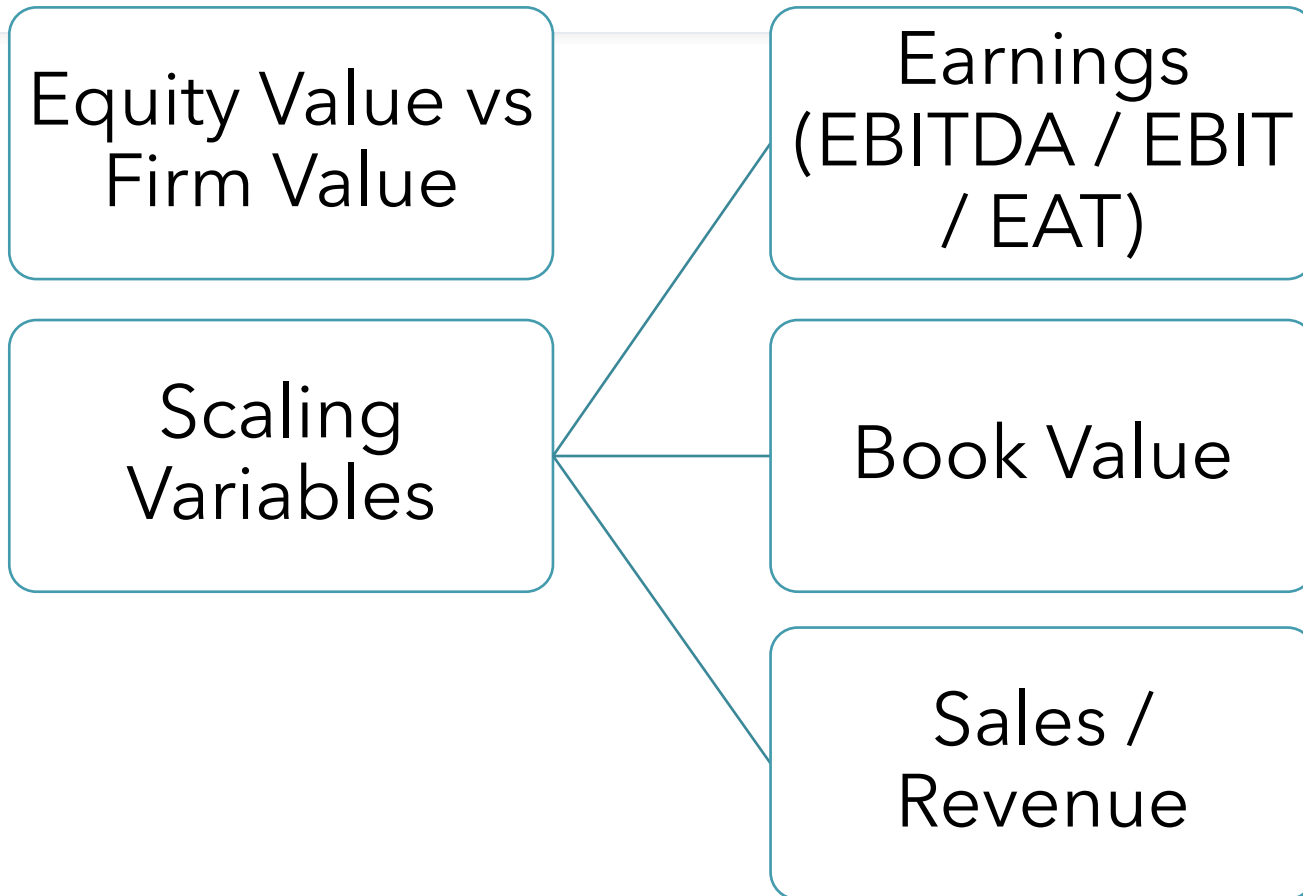 Equity Value vs
Firm Value
Scaling
Variables
Earnings
(EBITDA / EBIT
/ EAT)
Book Value
Sales /
Revenue